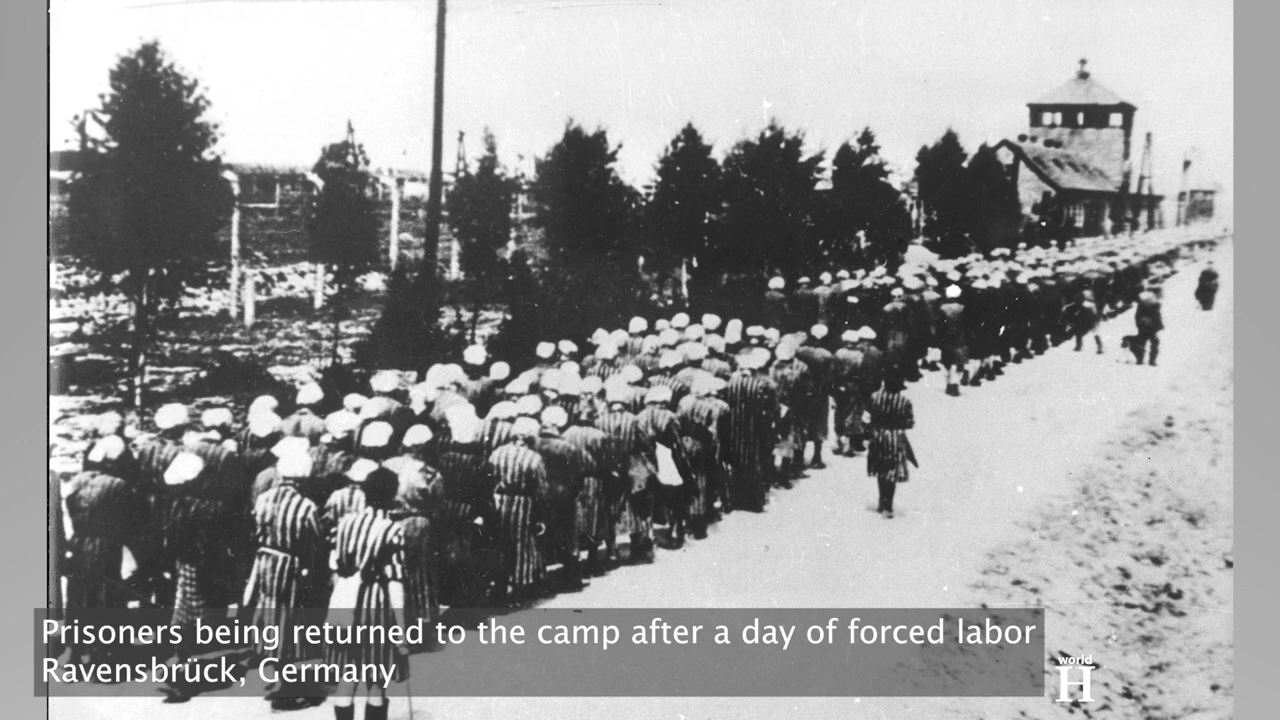 Prisoners being returned to the camp after a day of forced labor
Ravensbrück, Germany
world
H